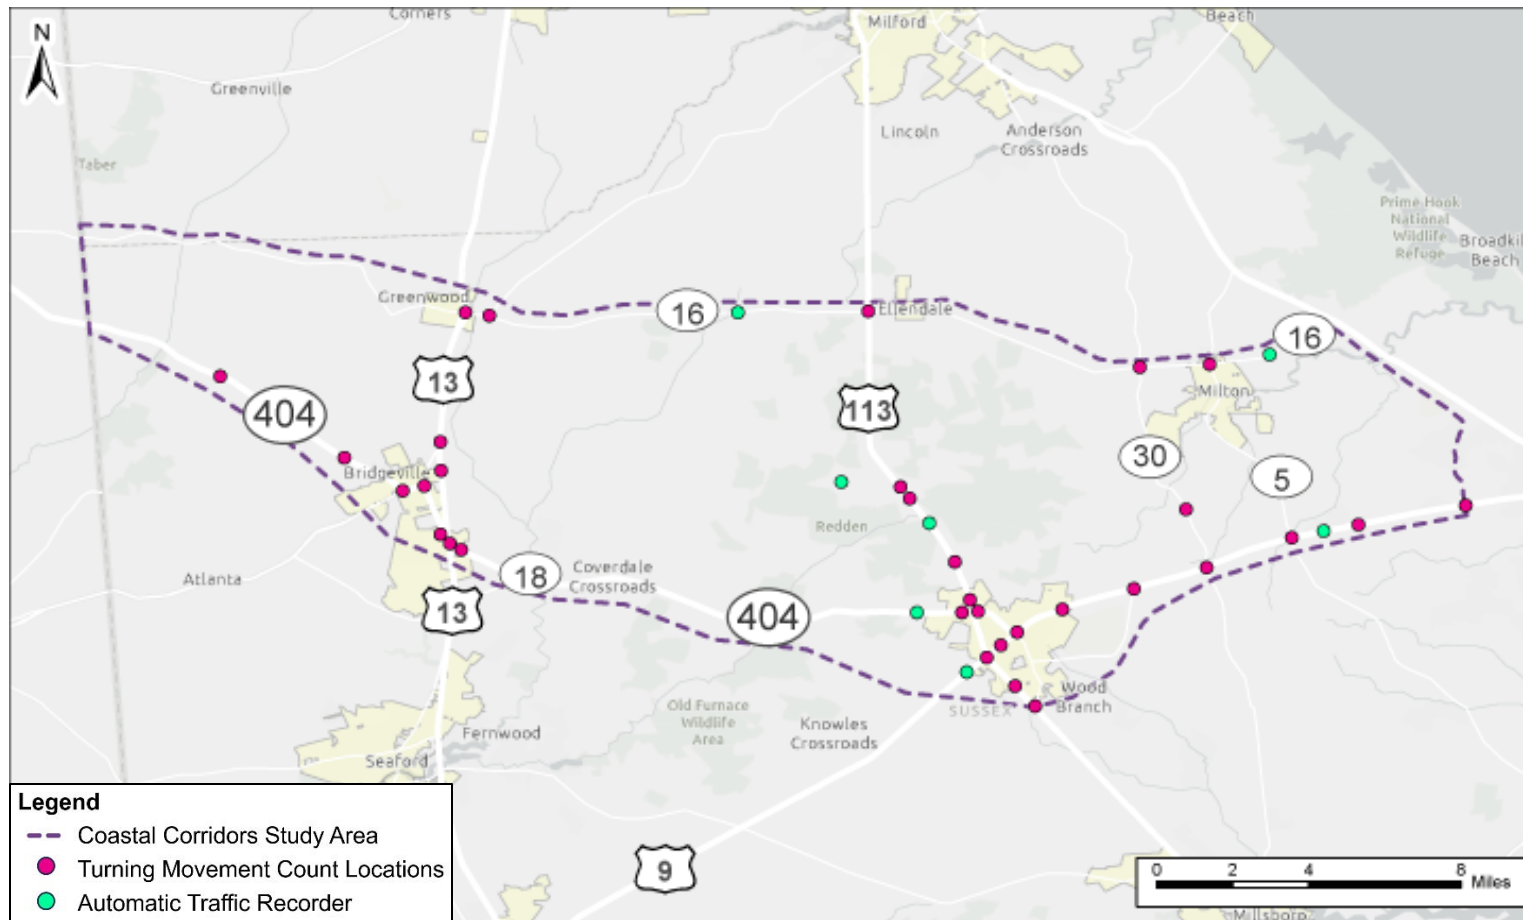 Corners
Milford
Beach
N
Greenville
Lincoln
Anderson
Crossroads
Taber
Prime Hook
National
Wildlife
Refuge
Broadkil
Beach
Greenwood
16
Ellendale
16
13
113
Milton
404
30
5
Bridgeville
Redden
Atlanta
18
Coverdale
Crossroads
13
404
Wood
Branch
SUSSEX
Old Furnace
Wildlife
Area
Knowles
Crossroads
Fernwood
Seaford
9
Legend
Coastal Corridors Study Area
Turning Movement Count Locations
Automatic Traffic Recorder
0 2 4 8
Miles
Millsboro